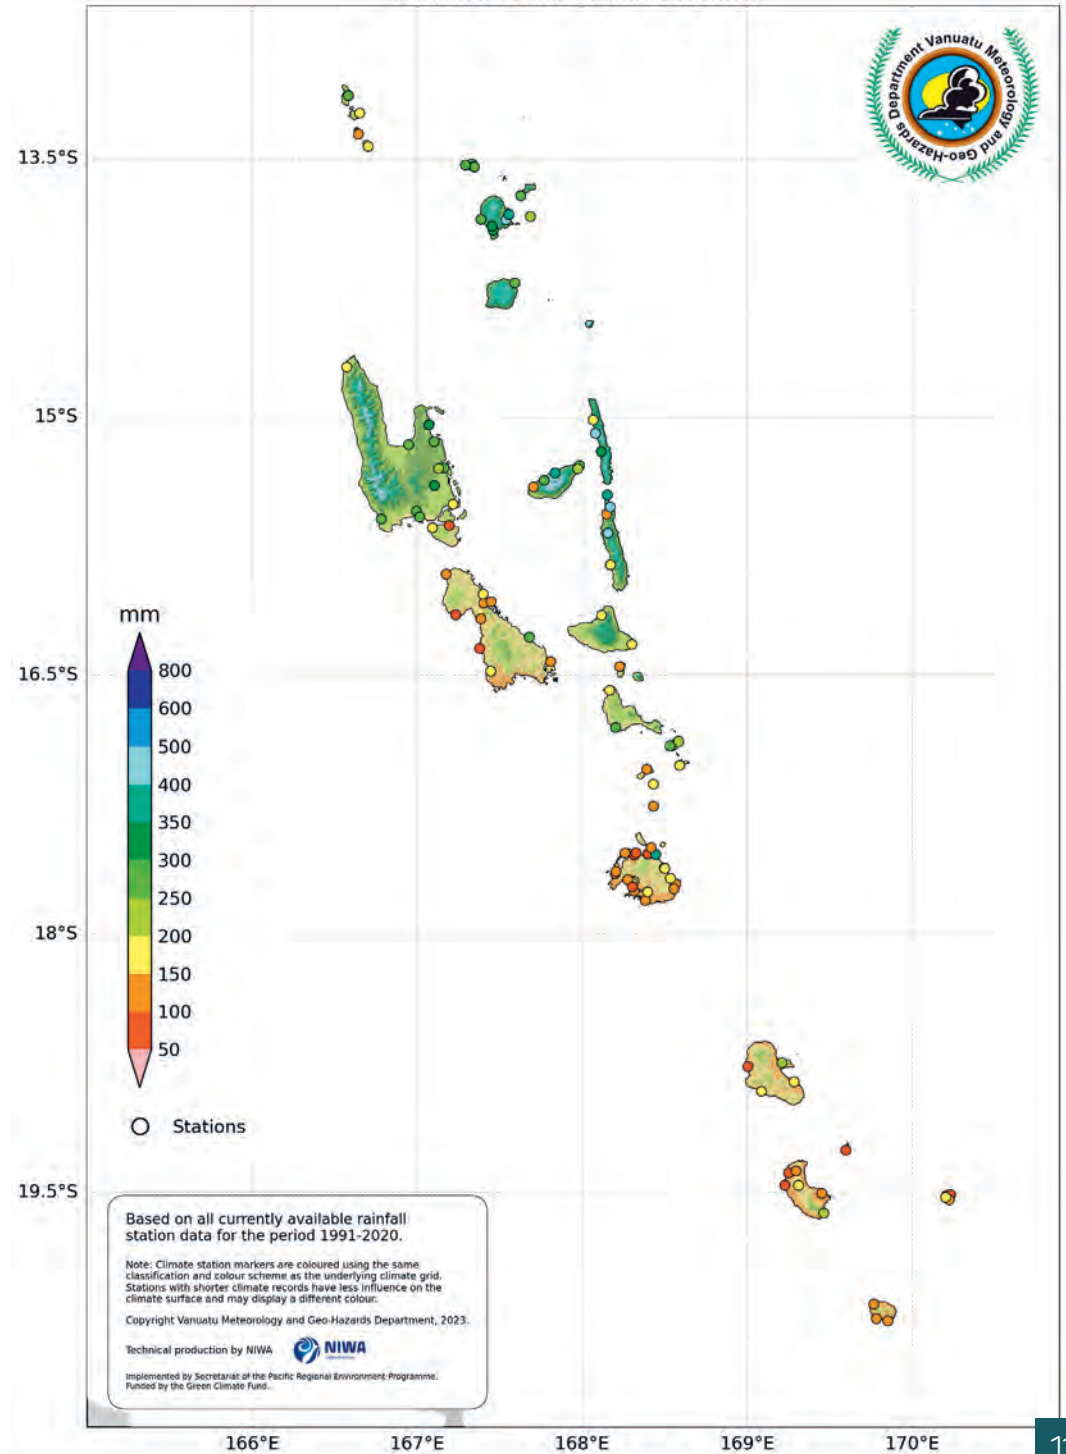 Vanuatu Meteorology and Geo-Hazards Department
13.5°S
15°S
16.5°S
18°S
19.5°S
mm
800
600
500
400
350
300
250
200
150
100
50
Stations
Based on all currently available rainfall
station data for the period 1991-2020.
Note: Climate station markers are coloured using the same
classification and colour scheme as the underlying climate grid.
Stations with shorter climate records have less influence on the
climate surface and may display a different colour.
Copyright Vanuatu Meteorology and Geo-Hazards Department, 2023.
Technical production by NIWA
NIWA
Implemented by Secretariat of the Pacific Regional Environment Programme.
Funded by the Green Climate Fund.
166°E
167°E
168°E
169°E
170°E